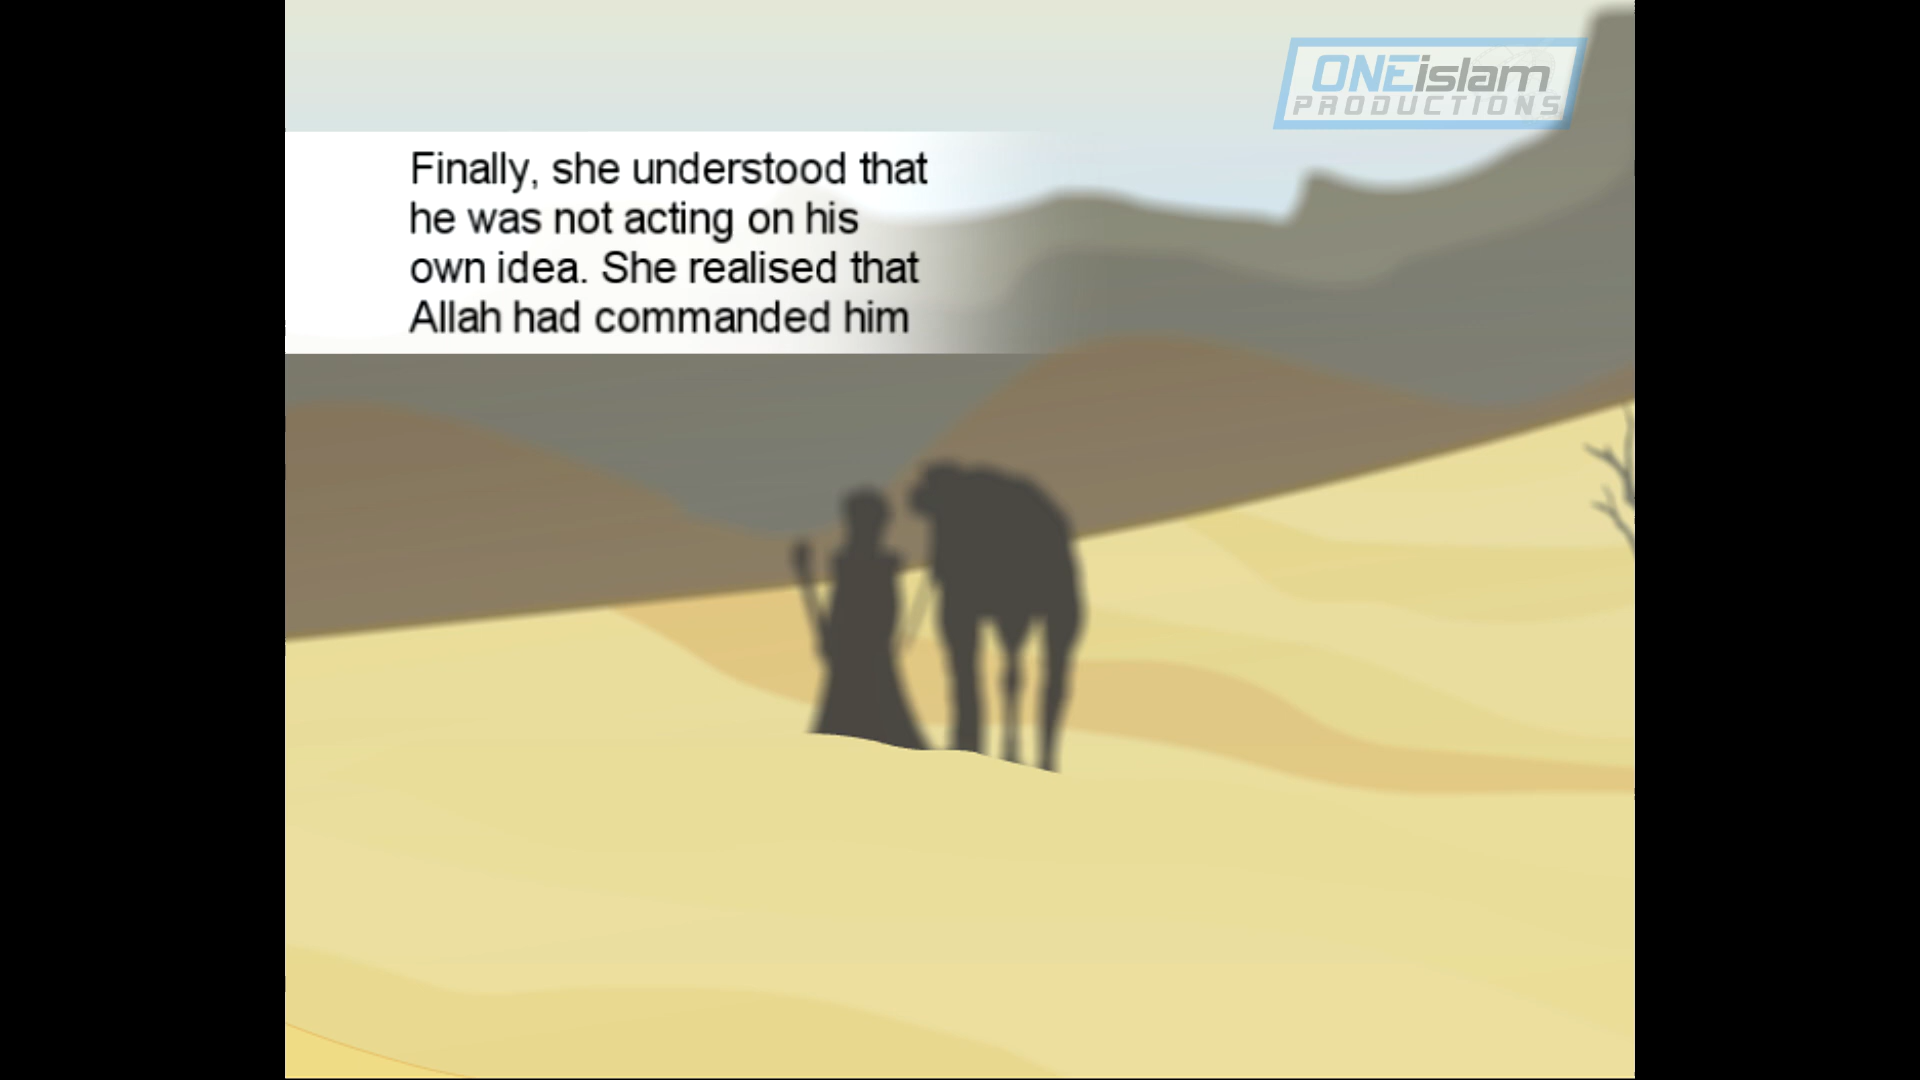 ONEislam
PRODUCTIONS
Finally, she understood that
he was not acting on his
own idea. She realised that
Allah had commanded him